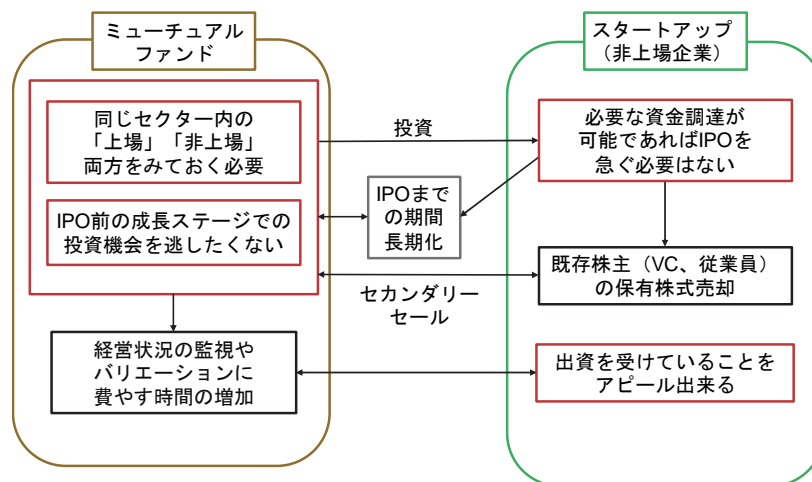 ミューチュアル
ファンド
同じセクター内の
「上場」「非上場」
両方をみておく必要
IPO前の成長ステージでの
投資機会を逃したくない
経営状況の監視や
バリエーションに
費やす時間の増加
投資
IPOまで
の期間
長期化
セカンダリー
セール
スタートアップ
（非上場企業）
必要な資金調達が
可能であればIPOを
急ぐ必要はない
既存株主（VC、従業員）
の保有株式売却
出資を受けていることを
アピール出来る